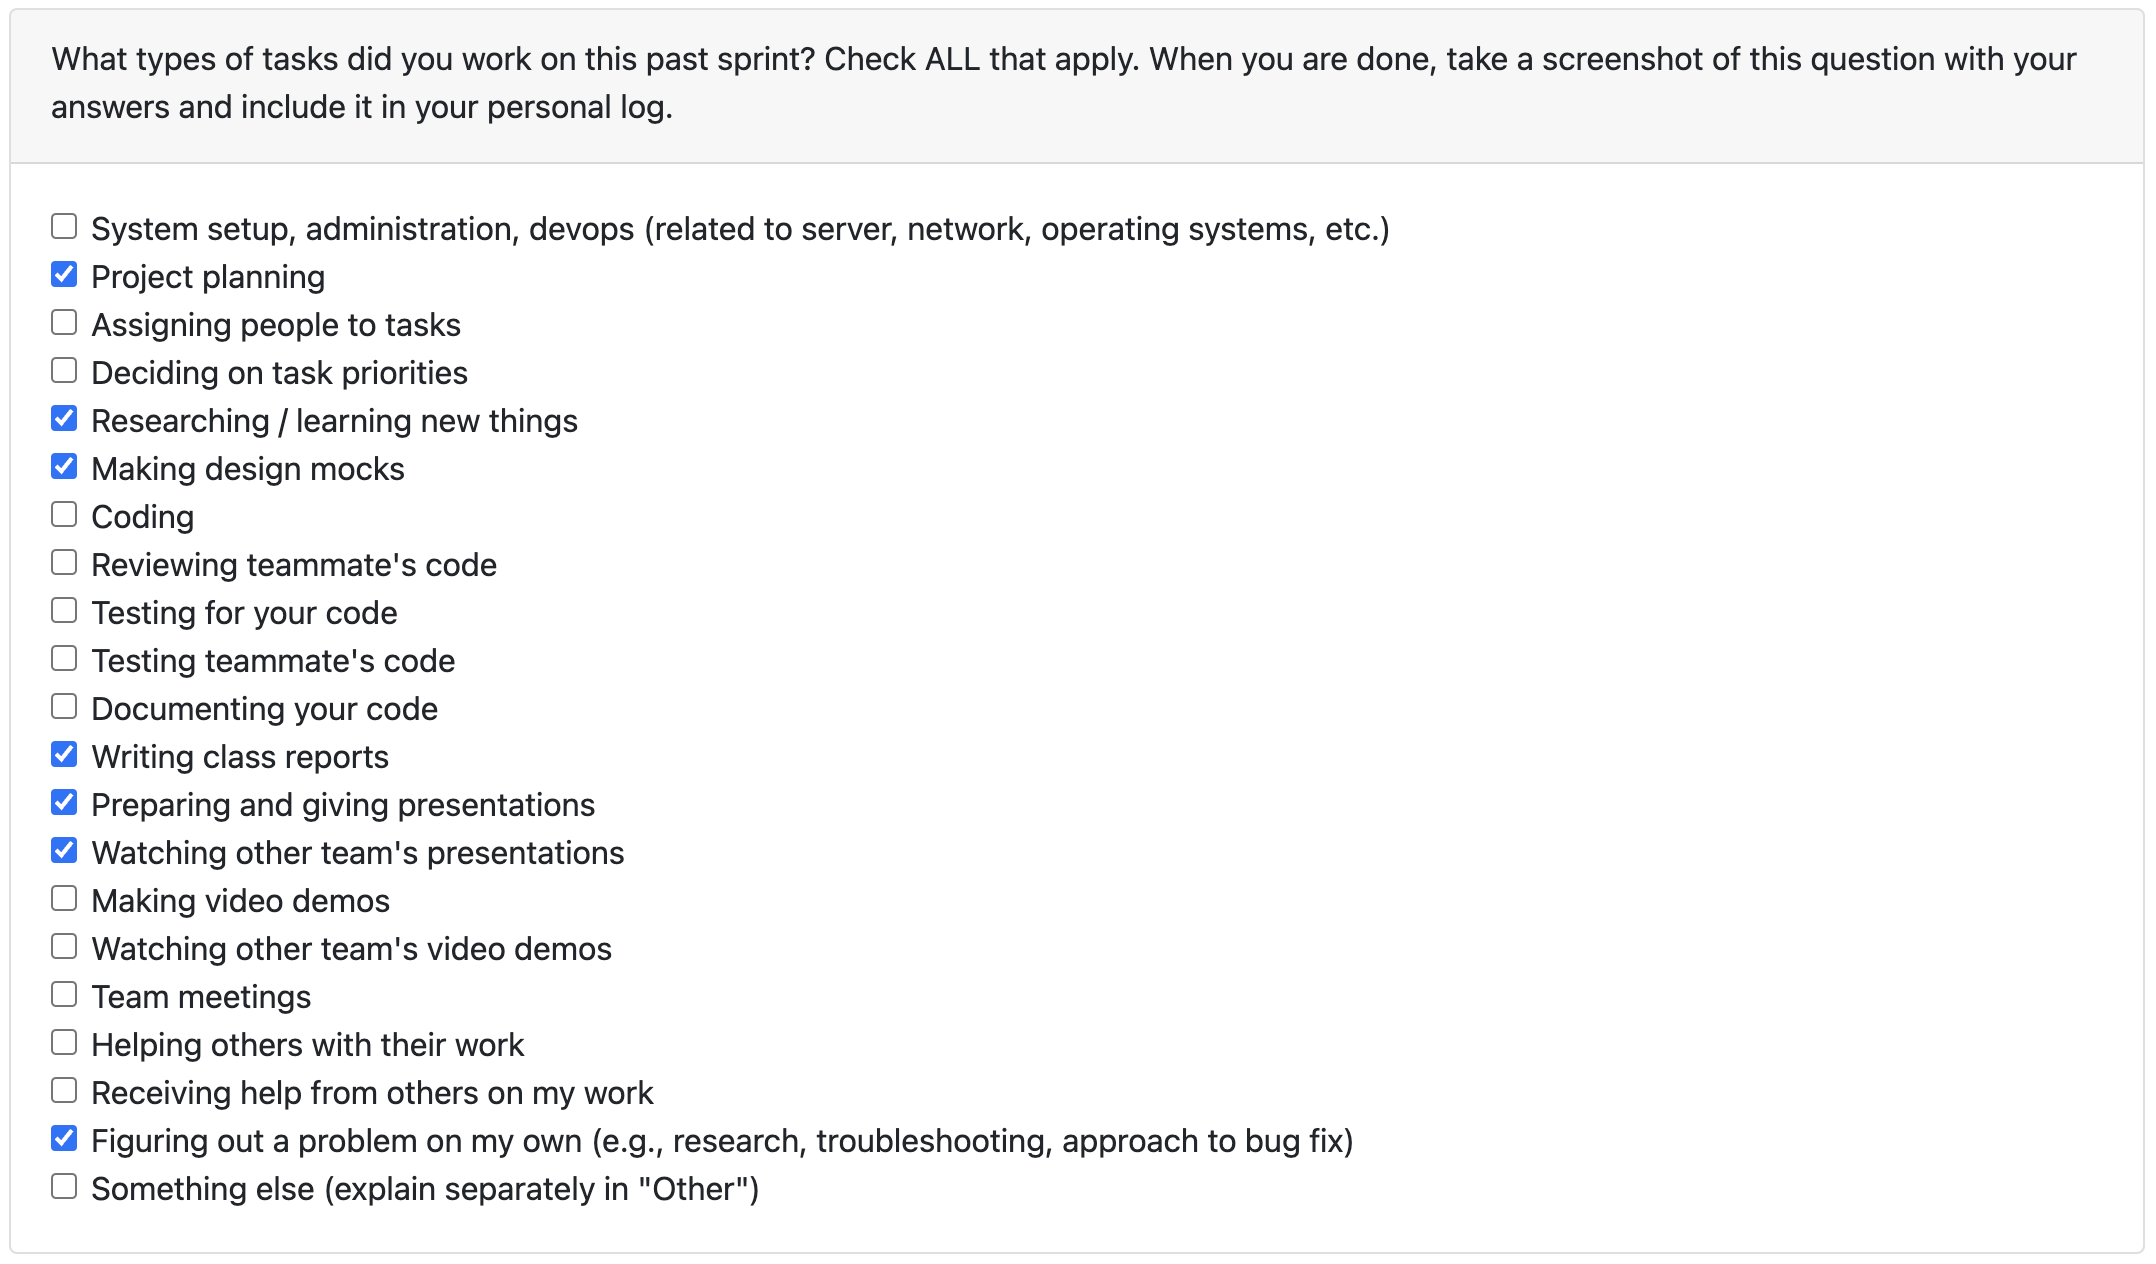 What types of tasks did you work on this past sprint? Check ALL that apply. When you are done, take a screenshot of this question with your
answers and include it in your personal log.
System setup, administration, devops (related to server, network, operating systems, etc.)
Project planning
Assigning people to tasks
Deciding on task priorities
Researching / learning new things
Making design mocks
Coding
Reviewing teammate's code
Testing for your code
Testing teammate's code
Documenting your code
Writing class reports
Preparing and giving presentations
Watching other team's presentations
Making video demos
Watching other team's video demos
Team meetings
Helping others with their work
Receiving help from others on my work
Figuring out a problem on my own (e.g., research, troubleshooting, approach to bug fix)
Something else (explain separately in "Other")